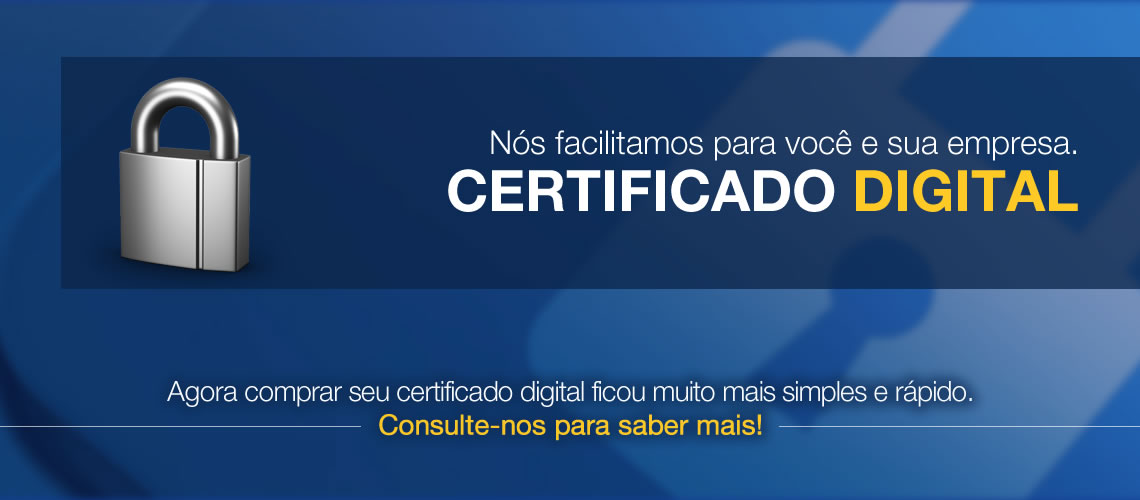 Nós facilitamos para você e sua empresa.
CERTIFICADO DIGITAL
Agora comprar seu certificado digital ficou muito mais simples e rápido.
Consulte-nos para saber mais!